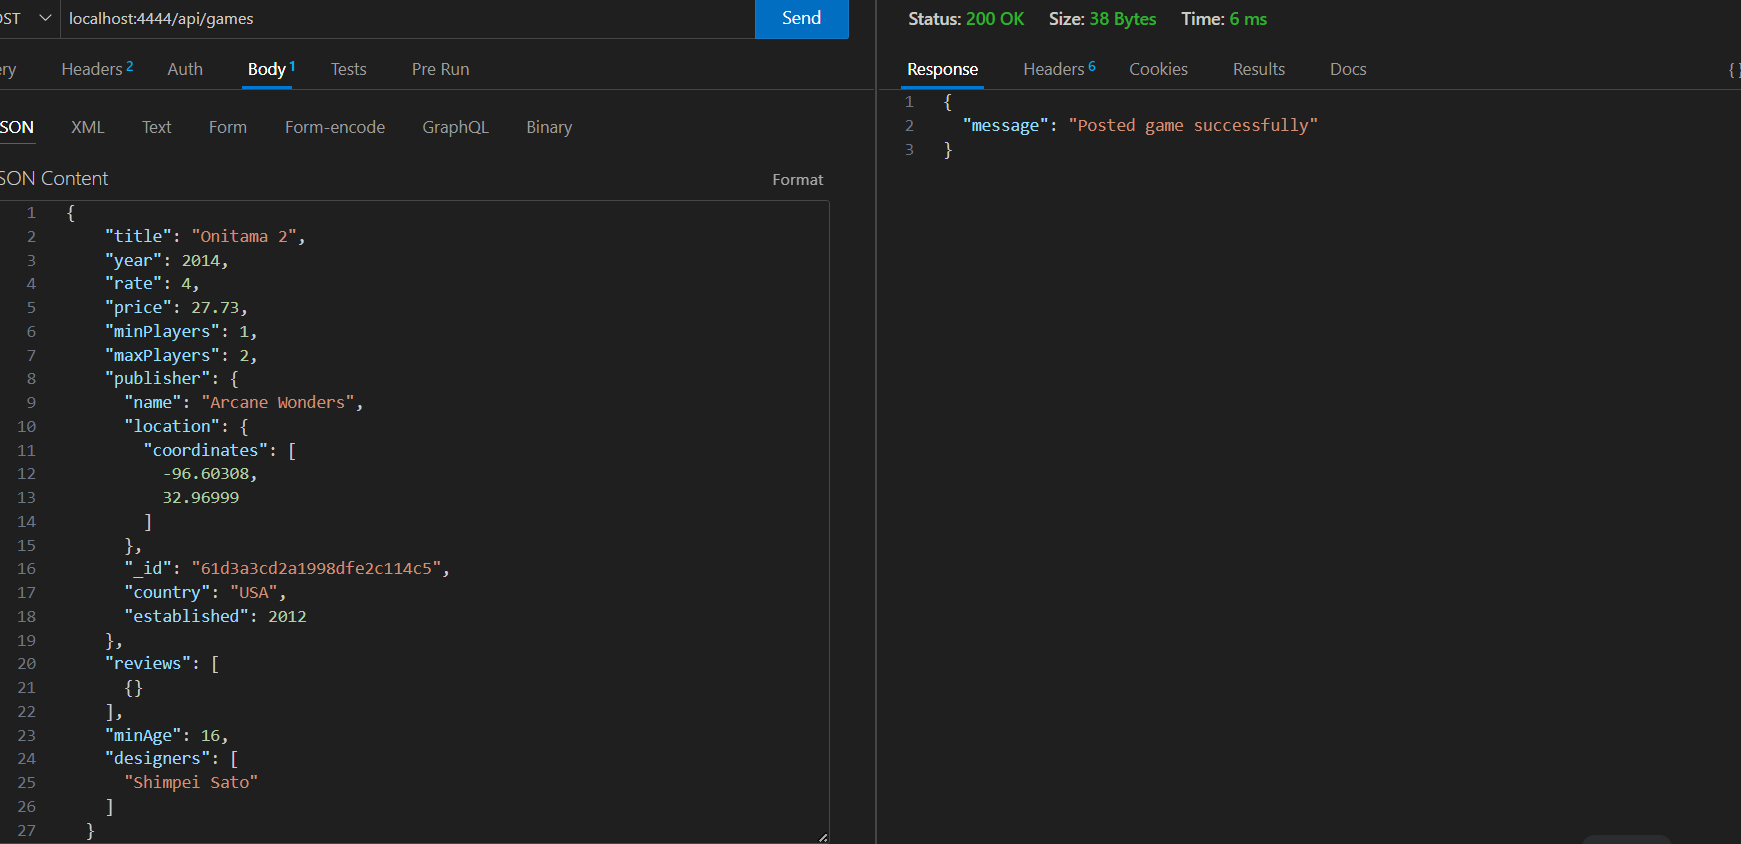 OST localhost:4444/api/games Send
ery Headers 2 Auth Body 1 Tests Pre Run
SON XML Text Form Form-encode GraphQL Binary
SON Content Format
1 {
2 "title": "Onitama 2",
3 "year": 2014,
4 "rate": 4,
5 "price": 27.73,
6 "minPlayers": 1,
7 "maxPlayers": 2,
8 "publisher": {
9 "name": "Arcane Wonders",
10 "location": {
11 "coordinates": [
12 -96.60308,
13 32.96999
14 ]
15 },
16 "_id": "61d3a3cd2a1998dfe2c114c5",
17 "country": "USA",
18 "established": 2012
19 },
20 "reviews": [
21 {}
22 ],
23 "minAge": 16,
24 "designers": [
25 "Shimpei Sato"
26 ]
27 }
Status: 200 OK Size: 38 Bytes Time: 6 ms
Response Headers 6 Cookies Results Docs { }
1 {
2 "message": "Posted game successfully"
3 }